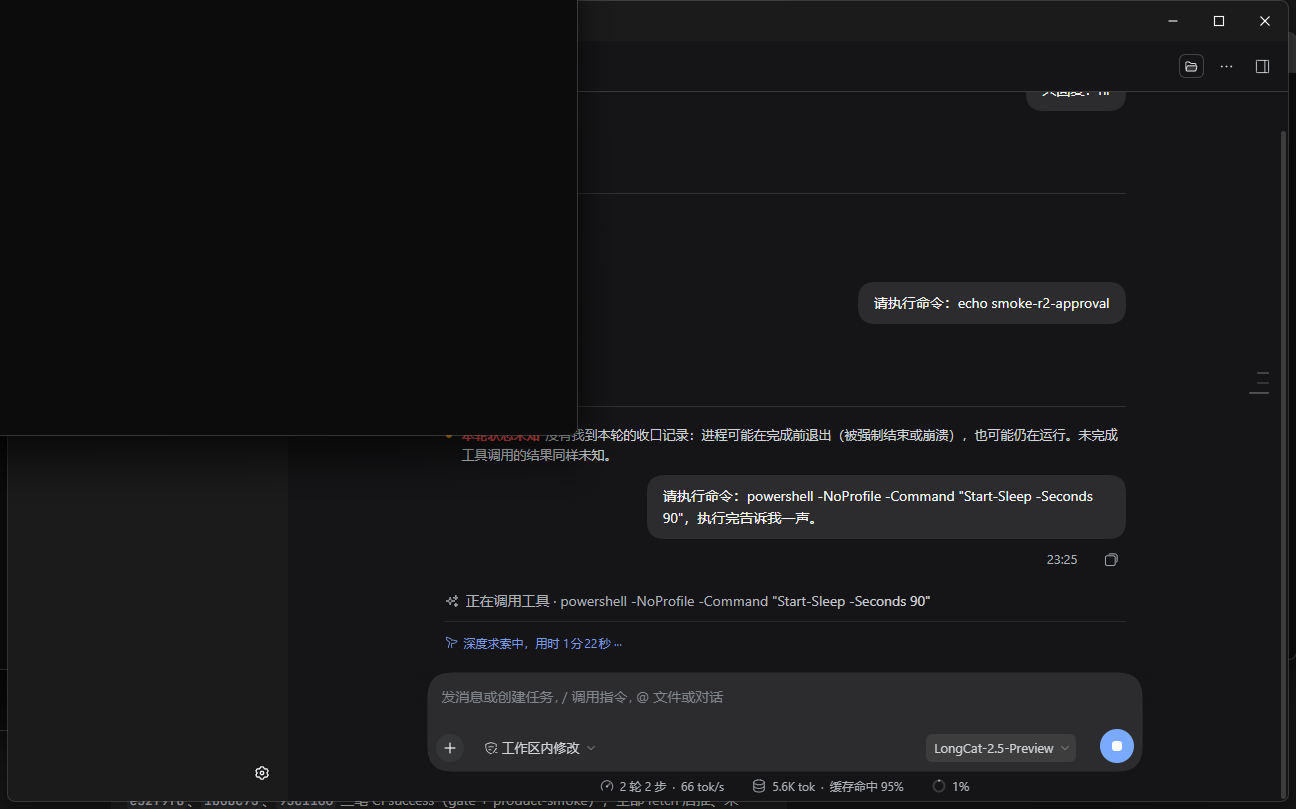 请执行命令：echo smoke-r2-approval
本轮状态未知 没有找到本轮的收口记录：进程可能在完成前退出（被强制结束或崩溃），也可能仍在运行。未完成
工具调用的结果同样未知。
请执行命令：powershell -NoProfile -Command "Start-Sleep -Seconds
90"，执行完告诉我一声。
23:25
正在调用工具 · powershell -NoProfile -Command "Start-Sleep -Seconds 90"
深度求索中，用时 1分22秒 ···
发消息或创建任务, / 调用指令, @ 文件或对话
工作区内修改
LongCat-2.5-Preview
2 轮 2 步 · 66 tok/s
5.6K tok · 缓存命中 95%
1%